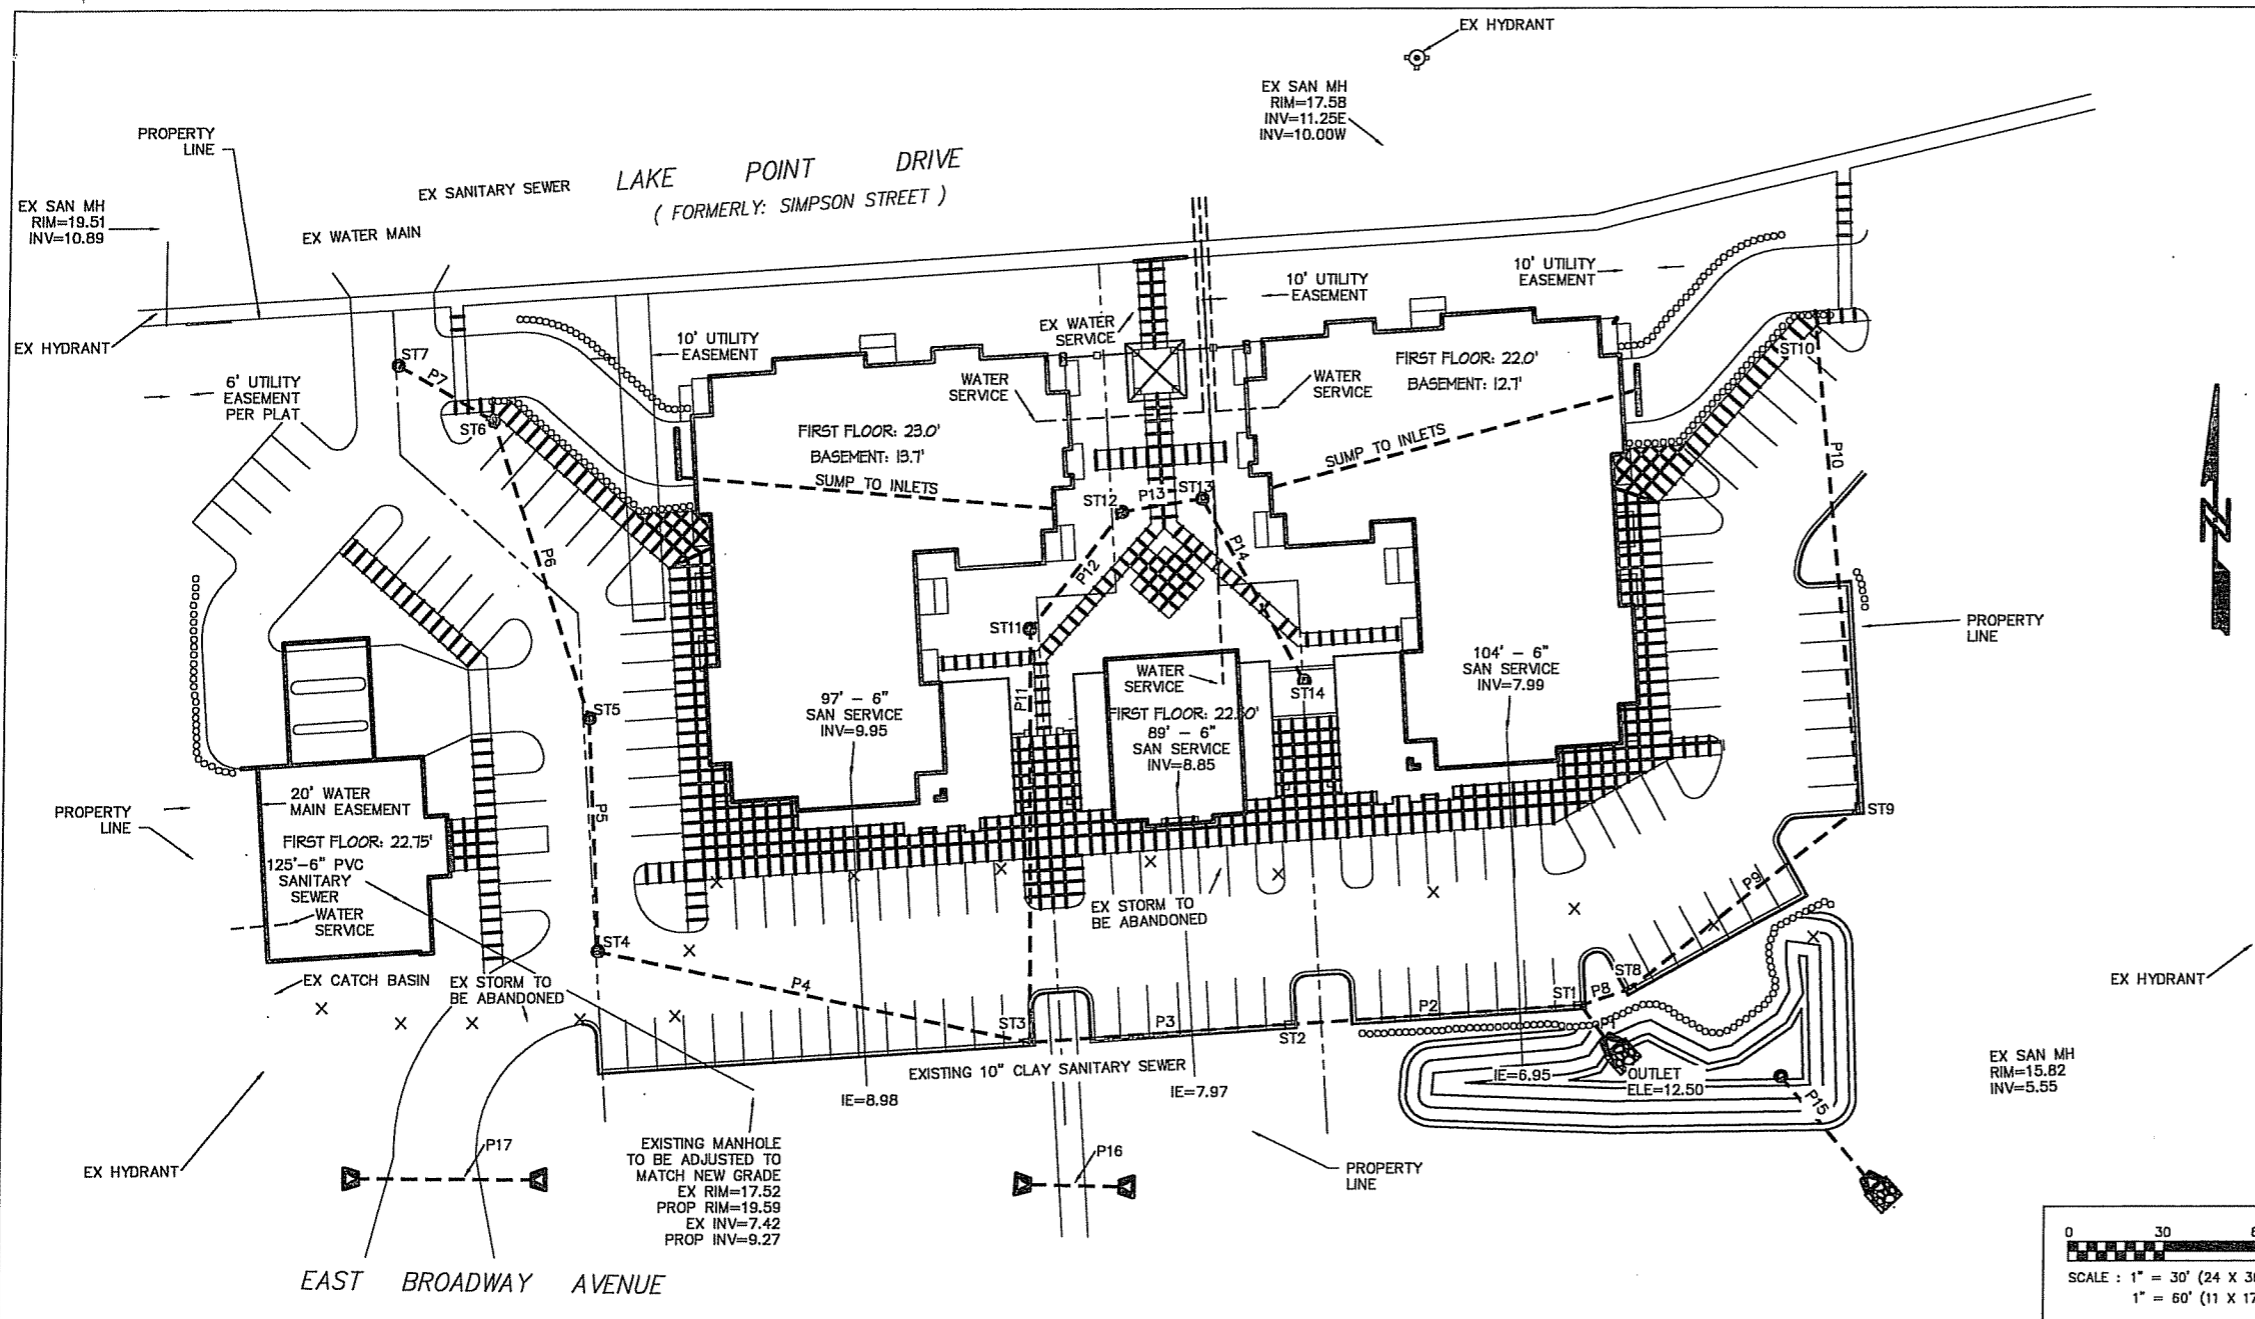 EX HYDRANT
EX SAN MH
RIM=17.58
INV=11.25E
INV=10.00W
PROPERTY
LINE
LAKE POINT DRIVE
( FORMERLY: SIMPSON STREET )
EX SANITARY SEWER
EX SAN MH
RIM=19.51
INV=10.89
EX WATER MAIN
10' UTILITY
EASEMENT
10' UTILITY
EASEMENT
EX WATER
SERVICE
10' UTILITY
EASEMENT
EX HYDRANT
ST7
P7
6' UTILITY
EASEMENT
PER PLAT
ST6
WATER
SERVICE
WATER
SERVICE
FIRST FLOOR: 22.0'
BASEMENT: 12.7'
ST10
P10
FIRST FLOOR: 23.0'
BASEMENT: 13.7'
SUMP TO INLETS
SUMP TO INLETS
ST12
P13
ST13
P14
P12
P6
N
ST11
P11
PROPERTY
LINE
WATER
SERVICE
ST14
104' - 6"
SAN SERVICE
INV=7.99
97' - 6"
SAN SERVICE
INV=9.95
FIRST FLOOR: 22.50'
89' - 6"
SAN SERVICE
INV=8.85
ST5
P5
20' WATER
MAIN EASEMENT
PROPERTY
LINE
FIRST FLOOR: 22.75'
125'-6" PVC
SANITARY
SEWER
WATER
SERVICE
ST9
P9
EX STORM TO
BE ABANDONED
ST4
P4
EX CATCH BASIN
EX STORM TO
BE ABANDONED
EX HYDRANT
ST8
P8
ST1
P2
P1
ST3
P3
ST2
EXISTING 10" CLAY SANITARY SEWER
IE=8.98
IE=7.97
IE=6.95
OUTLET
ELE=12.50
P15
EX SAN MH
RIM=15.82
INV=5.55
EX HYDRANT
P17
EXISTING MANHOLE
TO BE ADJUSTED TO
MATCH NEW GRADE
EX RIM=17.52
PROP RIM=19.59
EX INV=7.42
PROP INV=9.27
P16
PROPERTY
LINE
EAST BROADWAY AVENUE
0 30
SCALE : 1" = 30' (24 X
1" = 60' (11 X 17